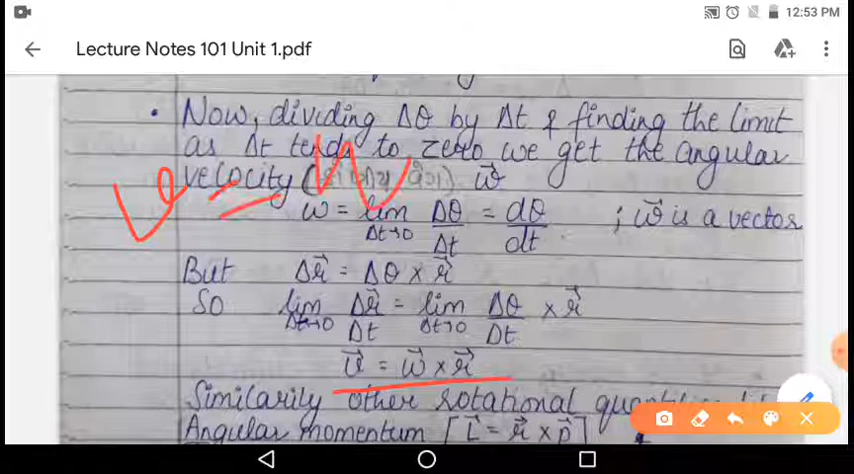 12:53 PM
Lecture Notes 101 Unit 1.pdf
• Now, dividing Δθ by Δt & finding the limit
as Δt tends to zero we get the angular
velocity ( વેગ) ω⃗
ω = lim Δt→0 Δθ/Δt = dθ/dt ; ω⃗ is a vector
But Δr⃗ = Δθ × r⃗
So lim Δt→0 Δr⃗/Δt = lim Δt→0 Δθ/Δt × r⃗
v⃗ = ω⃗ × r⃗
Similarly other rotational
Angular momentum [L⃗ = r⃗ × p⃗]